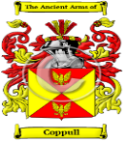 The Ancient Arms of
Coppull